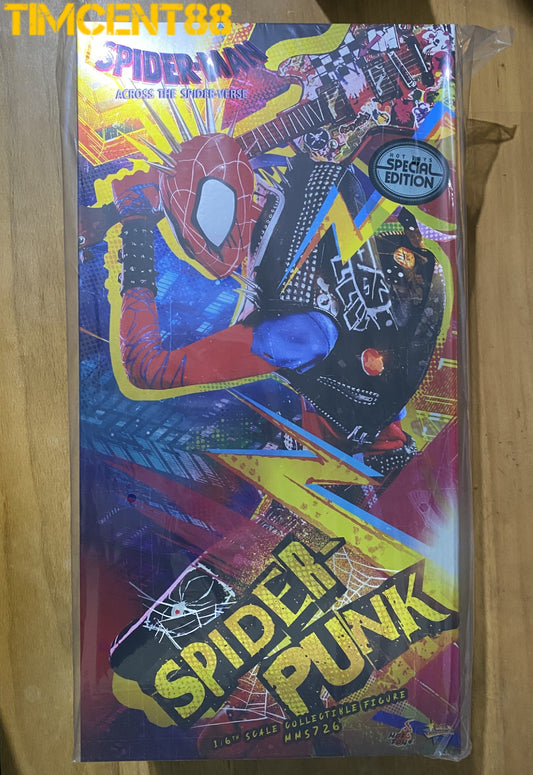 TIMCENT88
SPIDER-MAN
ACROSS THE SPIDER-VERSE
HOT TOYS
SPECIAL
EDITION
SPIDER-
PUNK
1/6TH SCALE COLLECTIBLE FIGURE
MMS726